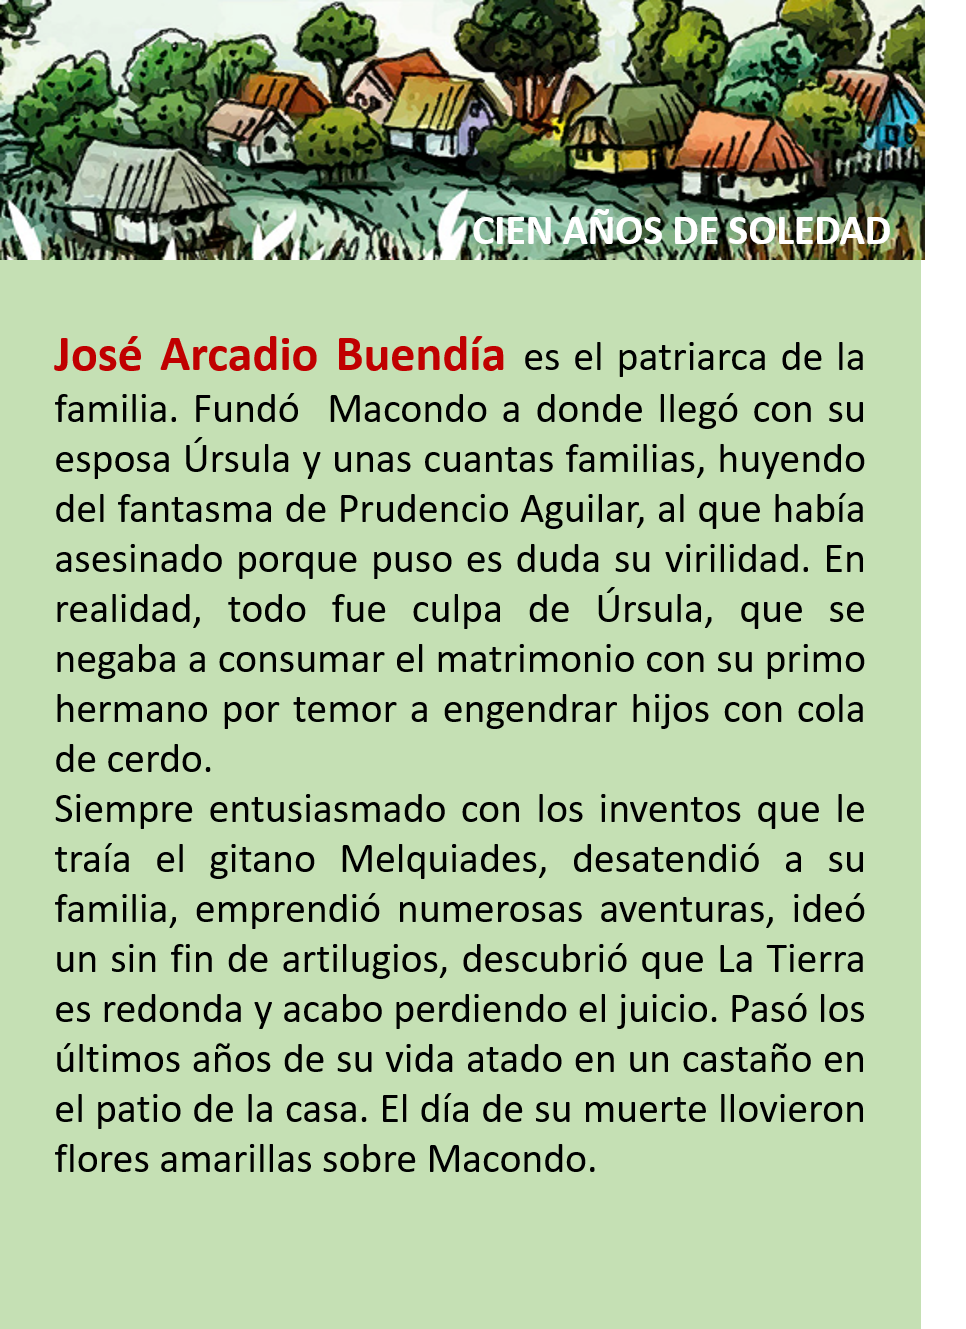 CIEN AÑOS DE SOLEDAD
José Arcadio Buendía es el patriarca de la
familia. Fundó  Macondo a donde llegó con su
esposa Úrsula y unas cuantas familias, huyendo
del fantasma de Prudencio Aguilar, al que había
asesinado porque puso es duda su virilidad. En
realidad, todo fue culpa de Úrsula, que se
negaba a consumar el matrimonio con su primo
hermano por temor a engendrar hijos con cola
de cerdo.
Siempre entusiasmado con los inventos que le
traía el gitano Melquiades, desatendió a su
familia, emprendió numerosas aventuras, ideó
un sin fin de artilugios, descubrió que La Tierra
es redonda y acabo perdiendo el juicio. Pasó los
últimos años de su vida atado en un castaño en
el patio de la casa. El día de su muerte llovieron
flores amarillas sobre Macondo.